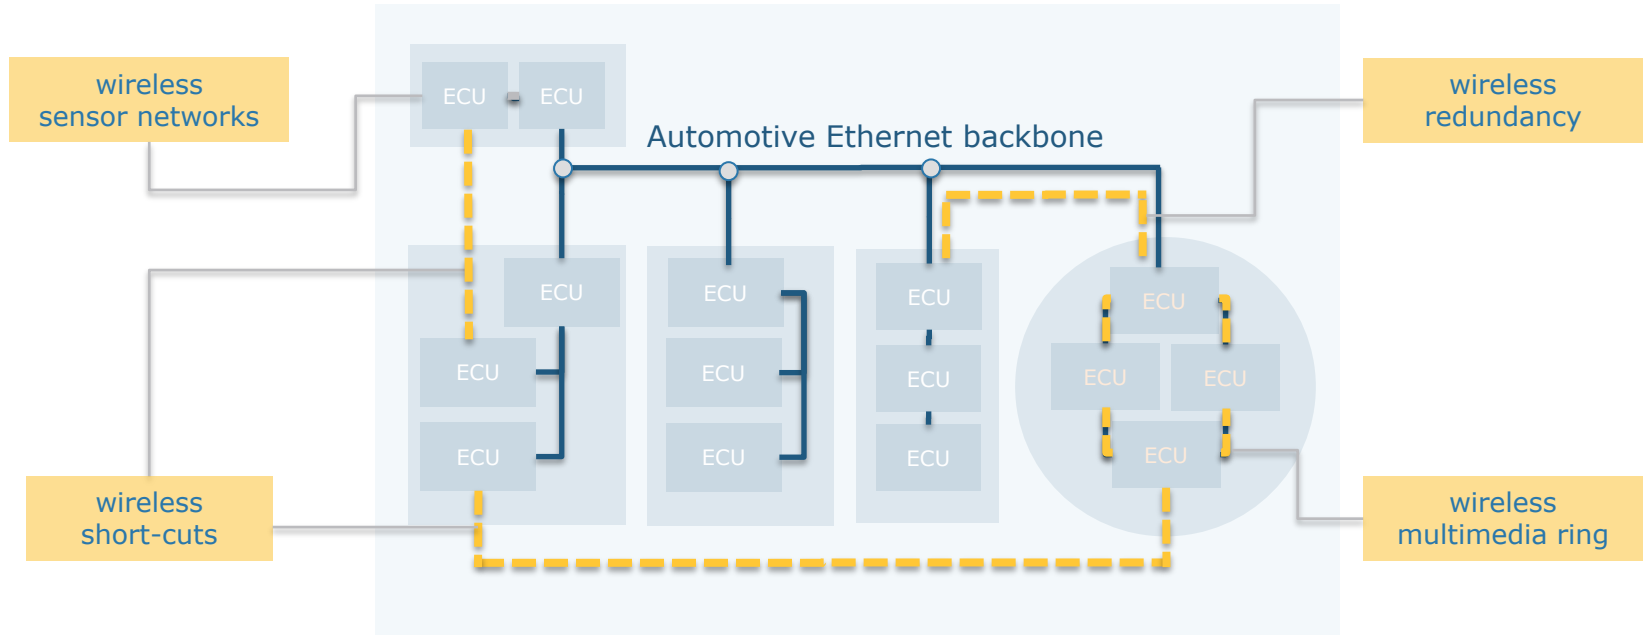 wireless
sensor networks
ECU
ECU
wireless
redundancy
Automotive Ethernet backbone
ECU
ECU
ECU
ECU
ECU
ECU
ECU
ECU
ECU
ECU
ECU
ECU
ECU
wireless
short-cuts
wireless
multimedia ring